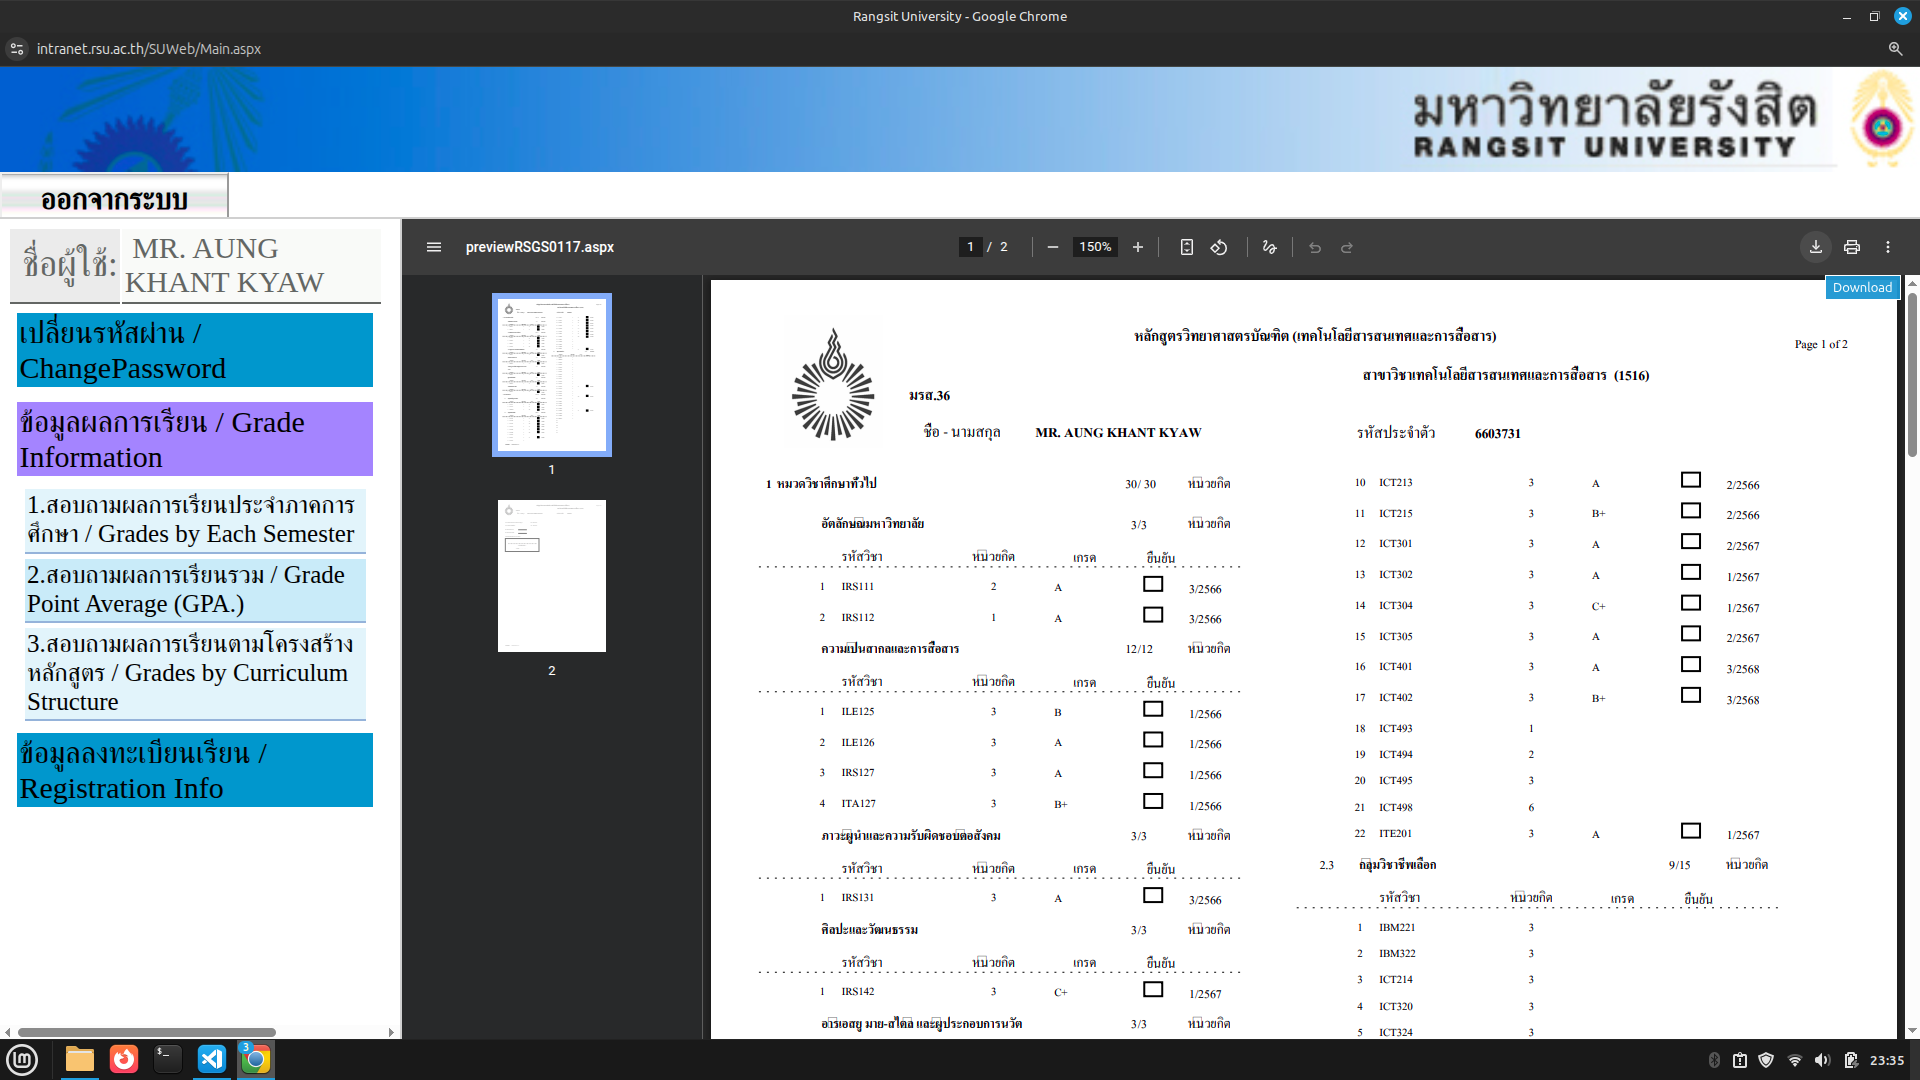 Rangsit University - Google Chrome
intranet.rsu.ac.th/SUWeb/Main.aspx
มหาวิทยาลัยรังสิต
RANGSIT UNIVERSITY
ออกจากระบบ
ชื่อผู้ใช้: MR. AUNG KHANT KYAW
เปลี่ยนรหัสผ่าน /
ChangePassword
ข้อมูลผลการเรียน / Grade
Information
1.สอบถามผลการเรียนประจำภาคการ
ศึกษา / Grades by Each Semester
2.สอบถามผลการเรียนรวม / Grade
Point Average (GPA.)
3.สอบถามผลการเรียนตามโครงสร้าง
หลักสูตร / Grades by Curriculum
Structure
ข้อมูลลงทะเบียนเรียน /
Registration Info
previewRSGS0117.aspx
1 / 2
150%
Download
1
2
หลักสูตรวิทยาศาสตรบัณฑิต (เทคโนโลยีสารสนเทศและการสื่อสาร)
Page 1 of 2
สาขาวิชาเทคโนโลยีสารสนเทศและการสื่อสาร (1516)
มรส.36
ชื่อ - นามสกุล MR. AUNG KHANT KYAW
รหัสประจำตัว 6603731
1 หมวดวิชาศึกษาทั่วไป 30/ 30 หน่วยกิต
อัตลักษณ์มหาวิทยาลัย 3/3 หน่วยกิต
รหัสวิชา หน่วยกิต เกรด ยืนยัน
1 IRS111 2 A 3/2566
2 IRS112 1 A 3/2566
ความเป็นสากลและการสื่อสาร 12/12 หน่วยกิต
รหัสวิชา หน่วยกิต เกรด ยืนยัน
1 ILE125 3 B 1/2566
2 ILE126 3 A 1/2566
3 IRS127 3 A 1/2566
4 ITA127 3 B+ 1/2566
ภาวะผู้นำและความรับผิดชอบต่อสังคม 3/3 หน่วยกิต
รหัสวิชา หน่วยกิต เกรด ยืนยัน
1 IRS131 3 A 3/2566
ศิลปะและวัฒนธรรม 3/3 หน่วยกิต
รหัสวิชา หน่วยกิต เกรด ยืนยัน
1 IRS142 3 C+ 1/2567
อาร์เอสยู มาย-สไตล์ และผู้ประกอบการนวัต 3/3 หน่วยกิต
10 ICT213 3 A 2/2566
11 ICT215 3 B+ 2/2566
12 ICT301 3 A 2/2567
13 ICT302 3 A 1/2567
14 ICT304 3 C+ 1/2567
15 ICT305 3 A 2/2567
16 ICT401 3 A 3/2568
17 ICT402 3 B+ 3/2568
18 ICT493 1
19 ICT494 2
20 ICT495 3
21 ICT498 6
22 ITE201 3 A 1/2567
2.3 กลุ่มวิชาชีพเลือก 9/15 หน่วยกิต
รหัสวิชา หน่วยกิต เกรด ยืนยัน
1 IBM221 3
2 IBM322 3
3 ICT214 3
4 ICT320 3
5 ICT324 3
3
23:35